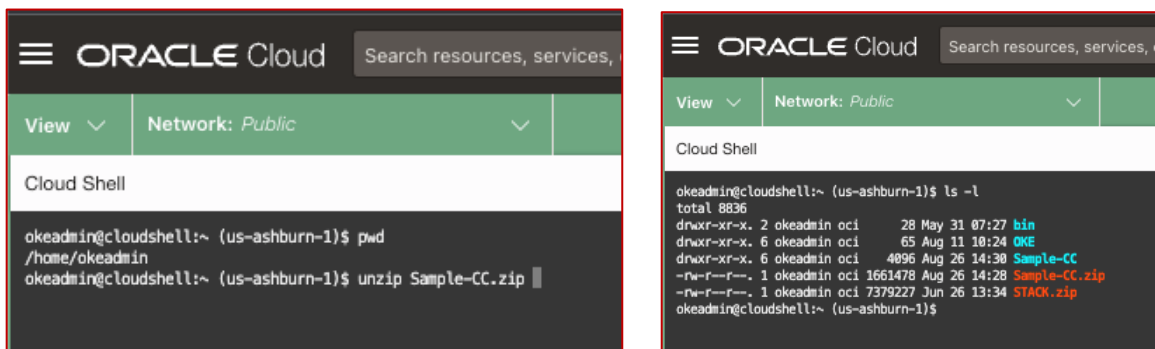 ORACLE Cloud
Search resources, services,
View
Network: Public
Cloud Shell
okeadmin@cloudshell:~ (us-ashburn-1)$ pwd
/home/okeadmin
okeadmin@cloudshell:~ (us-ashburn-1)$ unzip Sample-CC.zip
ORACLE Cloud
Search resources, services,
View
Network: Public
Cloud Shell
okeadmin@cloudshell:~ (us-ashburn-1)$ ls -l
total 8836
drwxr-xr-x. 2 okeadmin oci 28 May 31 07:27 bin
drwxr-xr-x. 6 okeadmin oci 65 Aug 11 10:24 OKE
drwxr-xr-x. 6 okeadmin oci 4096 Aug 26 14:30 Sample-CC
-rw-r--r--. 1 okeadmin oci 1661478 Aug 26 14:28 Sample-CC.zip
-rw-r--r--. 1 okeadmin oci 7379227 Jun 26 13:34 STACK.zip
okeadmin@cloudshell:~ (us-ashburn-1)$